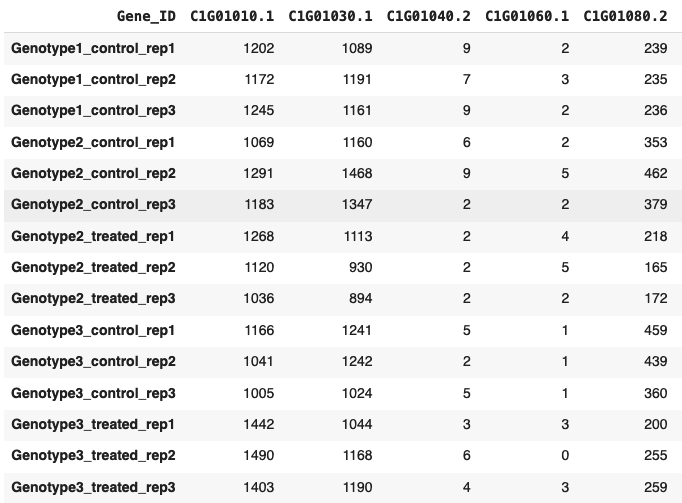 Gene_ID C1G01010.1 C1G01030.1 C1G01040.2 C1G01060.1 C1G01080.2
Genotype1_control_rep1 1202 1089 9 2 239
Genotype1_control_rep2 1172 1191 7 3 235
Genotype1_control_rep3 1245 1161 9 2 236
Genotype2_control_rep1 1069 1160 6 2 353
Genotype2_control_rep2 1291 1468 9 5 462
Genotype2_control_rep3 1183 1347 2 2 379
Genotype2_treated_rep1 1268 1113 2 4 218
Genotype2_treated_rep2 1120 930 2 5 165
Genotype2_treated_rep3 1036 894 2 2 172
Genotype3_control_rep1 1166 1241 5 1 459
Genotype3_control_rep2 1041 1242 2 1 439
Genotype3_control_rep3 1005 1024 5 1 360
Genotype3_treated_rep1 1442 1044 3 3 200
Genotype3_treated_rep2 1490 1168 6 0 255
Genotype3_treated_rep3 1403 1190 4 3 259